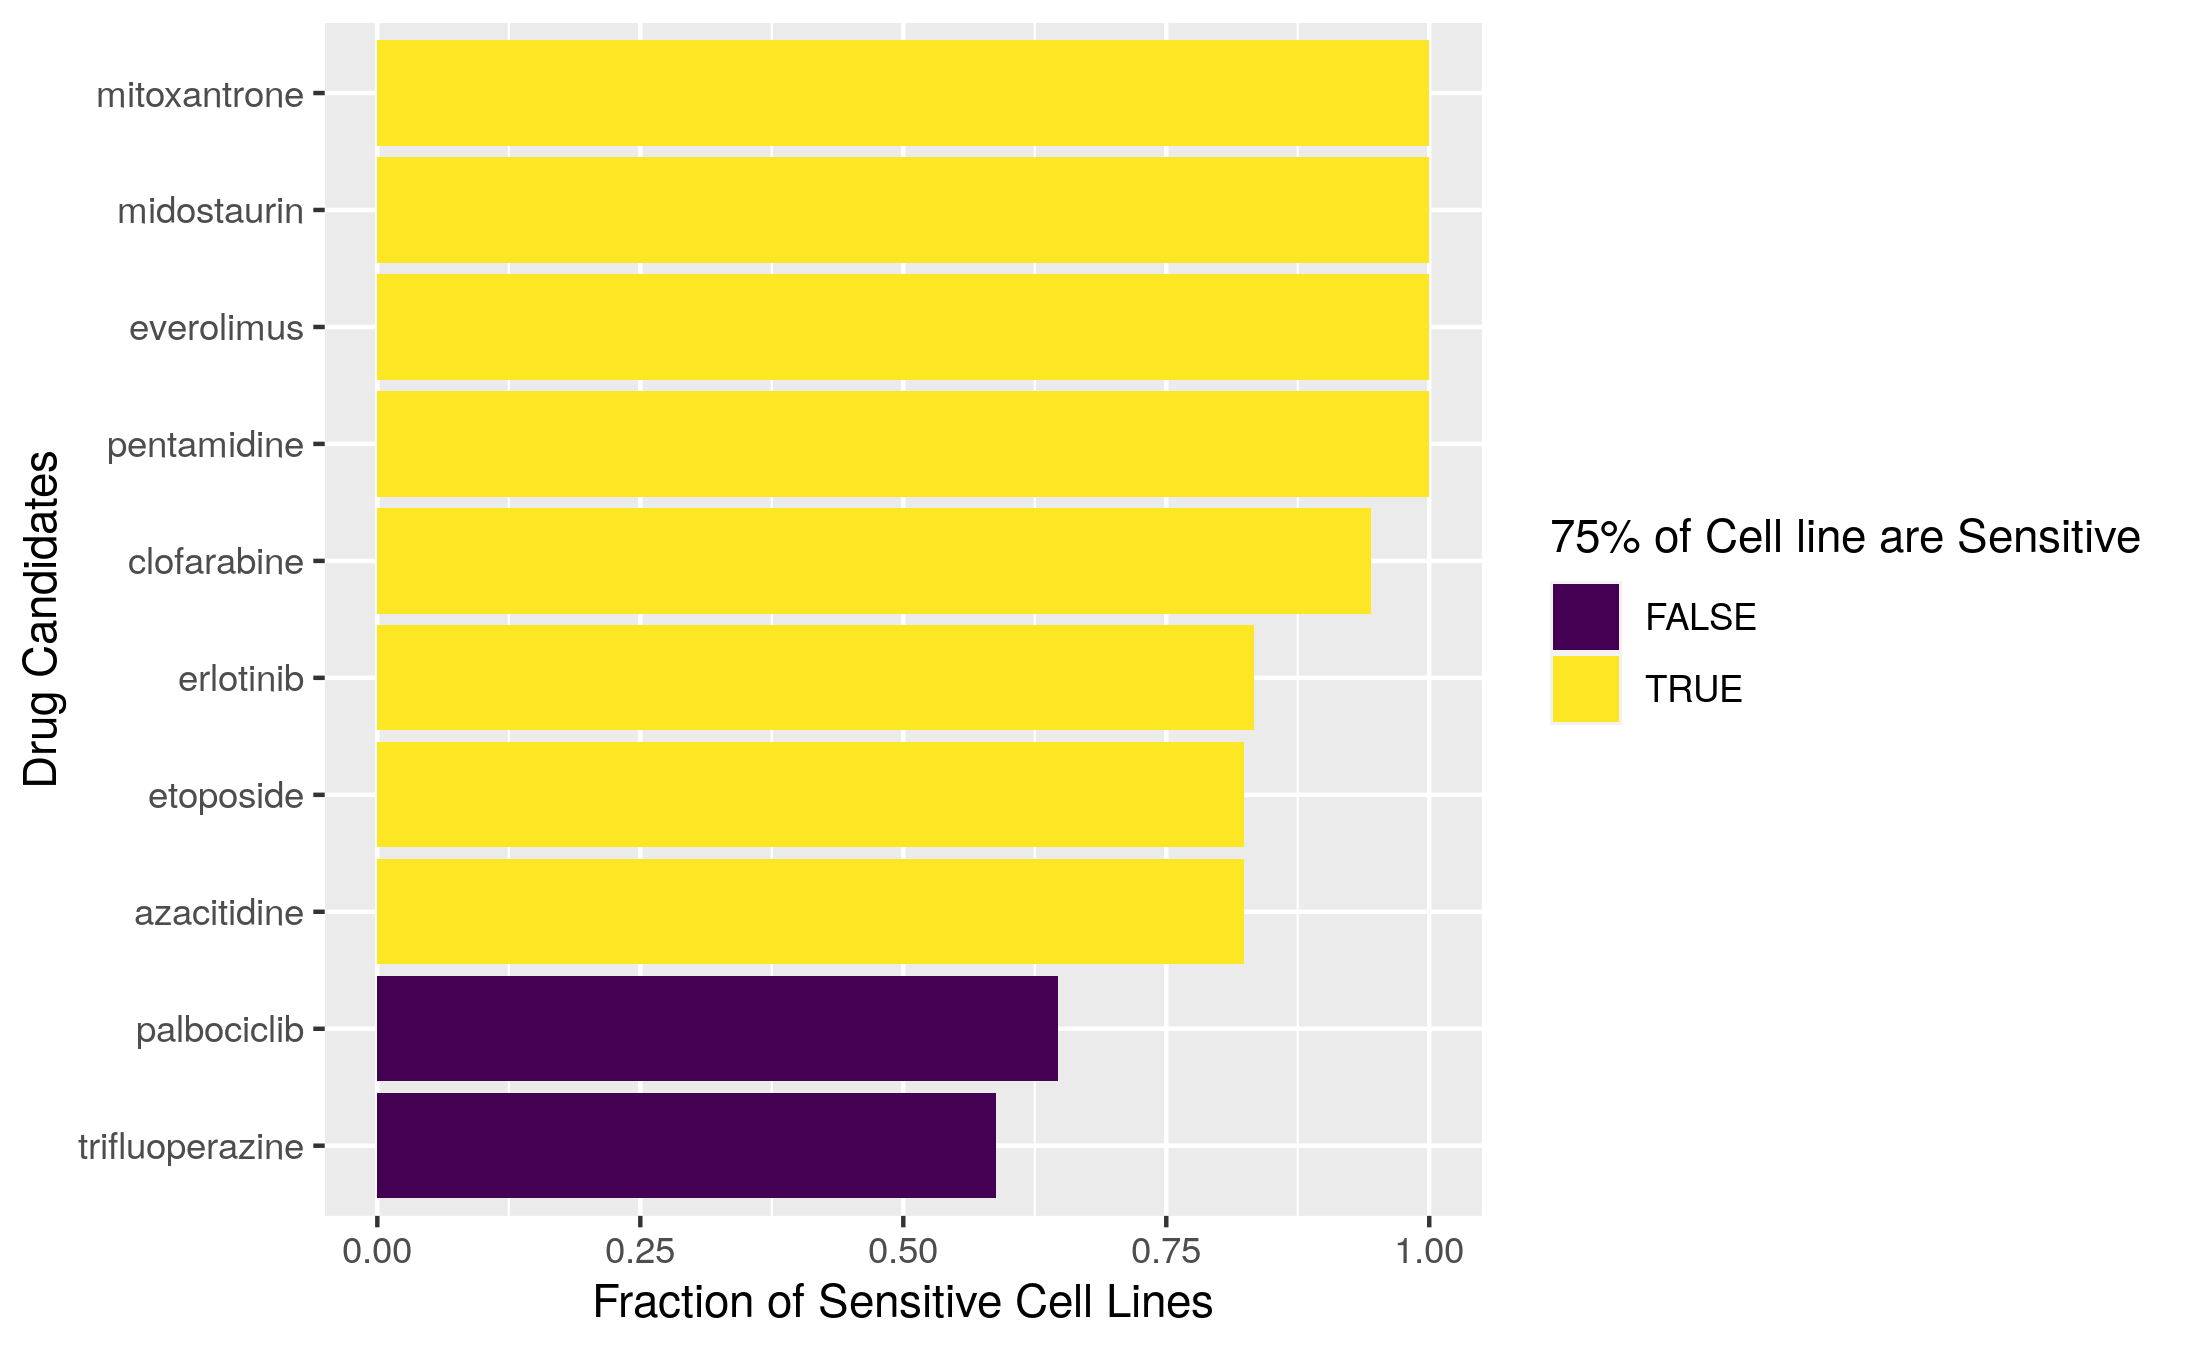 mitoxantrone
midostaurin
everolimus
pentamidine
clofarabine
erlotinib
etoposide
azacitidine
palbociclib
trifluoperazine
Drug Candidates
0.00 0.25 0.50 0.75 1.00
Fraction of Sensitive Cell Lines
75% of Cell line are Sensitive
FALSE
TRUE